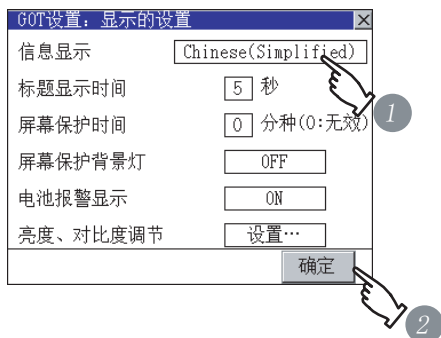 GOT设置：显示的设置
信息显示 Chinese(Simplified)
标题显示时间 5 秒
屏幕保护时间 0 分种(0:无效)
屏幕保护背景灯 OFF
电池报警显示 ON
亮度、对比度调节 设置…
确定
1
2